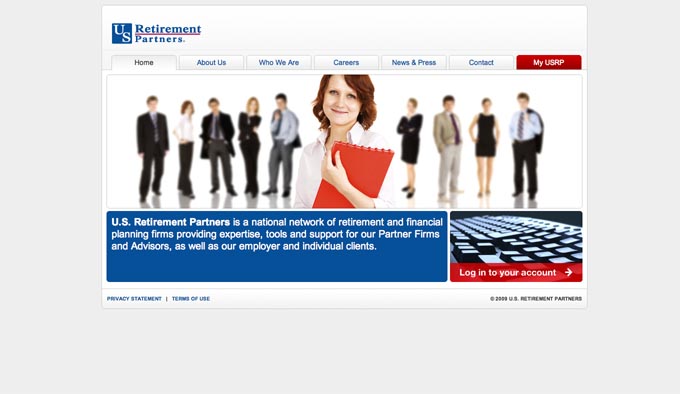 US Retirement
Partners.
Home
About Us
Who We Are
Careers
News & Press
Contact
My USRP
U.S. Retirement Partners is a national network of retirement and financial
planning firms providing expertise, tools and support for our Partner Firms
and Advisors, as well as our employer and individual clients.
Log in to your account
PRIVACY STATEMENT | TERMS OF USE
© 2009 U.S. RETIREMENT PARTNERS